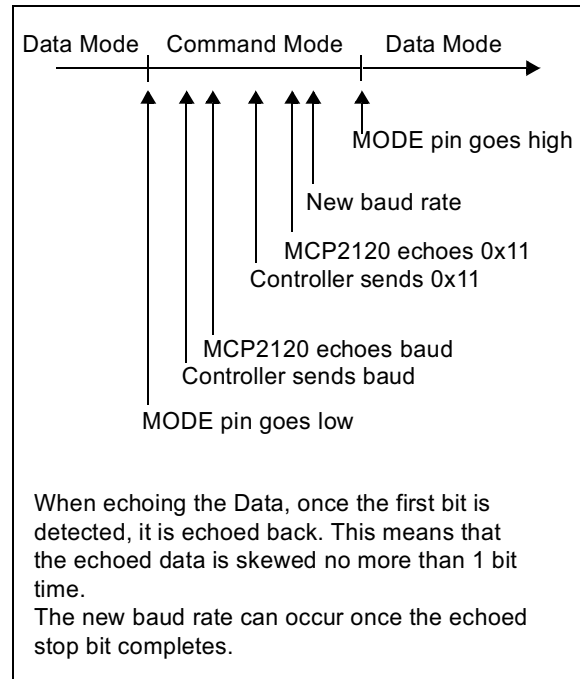 Data Mode Command Mode Data Mode
MODE pin goes high
New baud rate
MCP2120 echoes 0x11
Controller sends 0x11
MCP2120 echoes baud
Controller sends baud
MODE pin goes low
When echoing the Data, once the first bit is
detected, it is echoed back. This means that
the echoed data is skewed no more than 1 bit
time.
The new baud rate can occur once the echoed
stop bit completes.